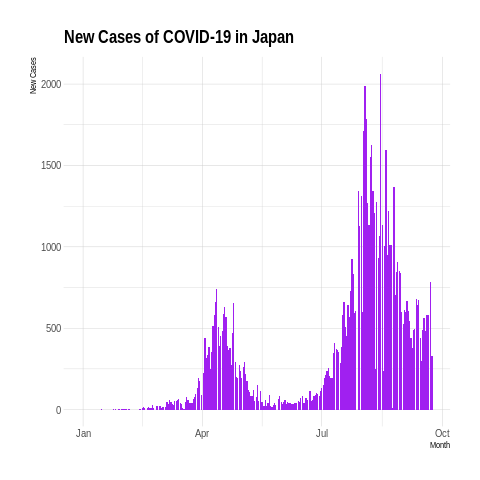 New Cases of COVID-19 in Japan
New Cases
2000
1500
1000
500
0
Jan Apr Jul Oct
Month